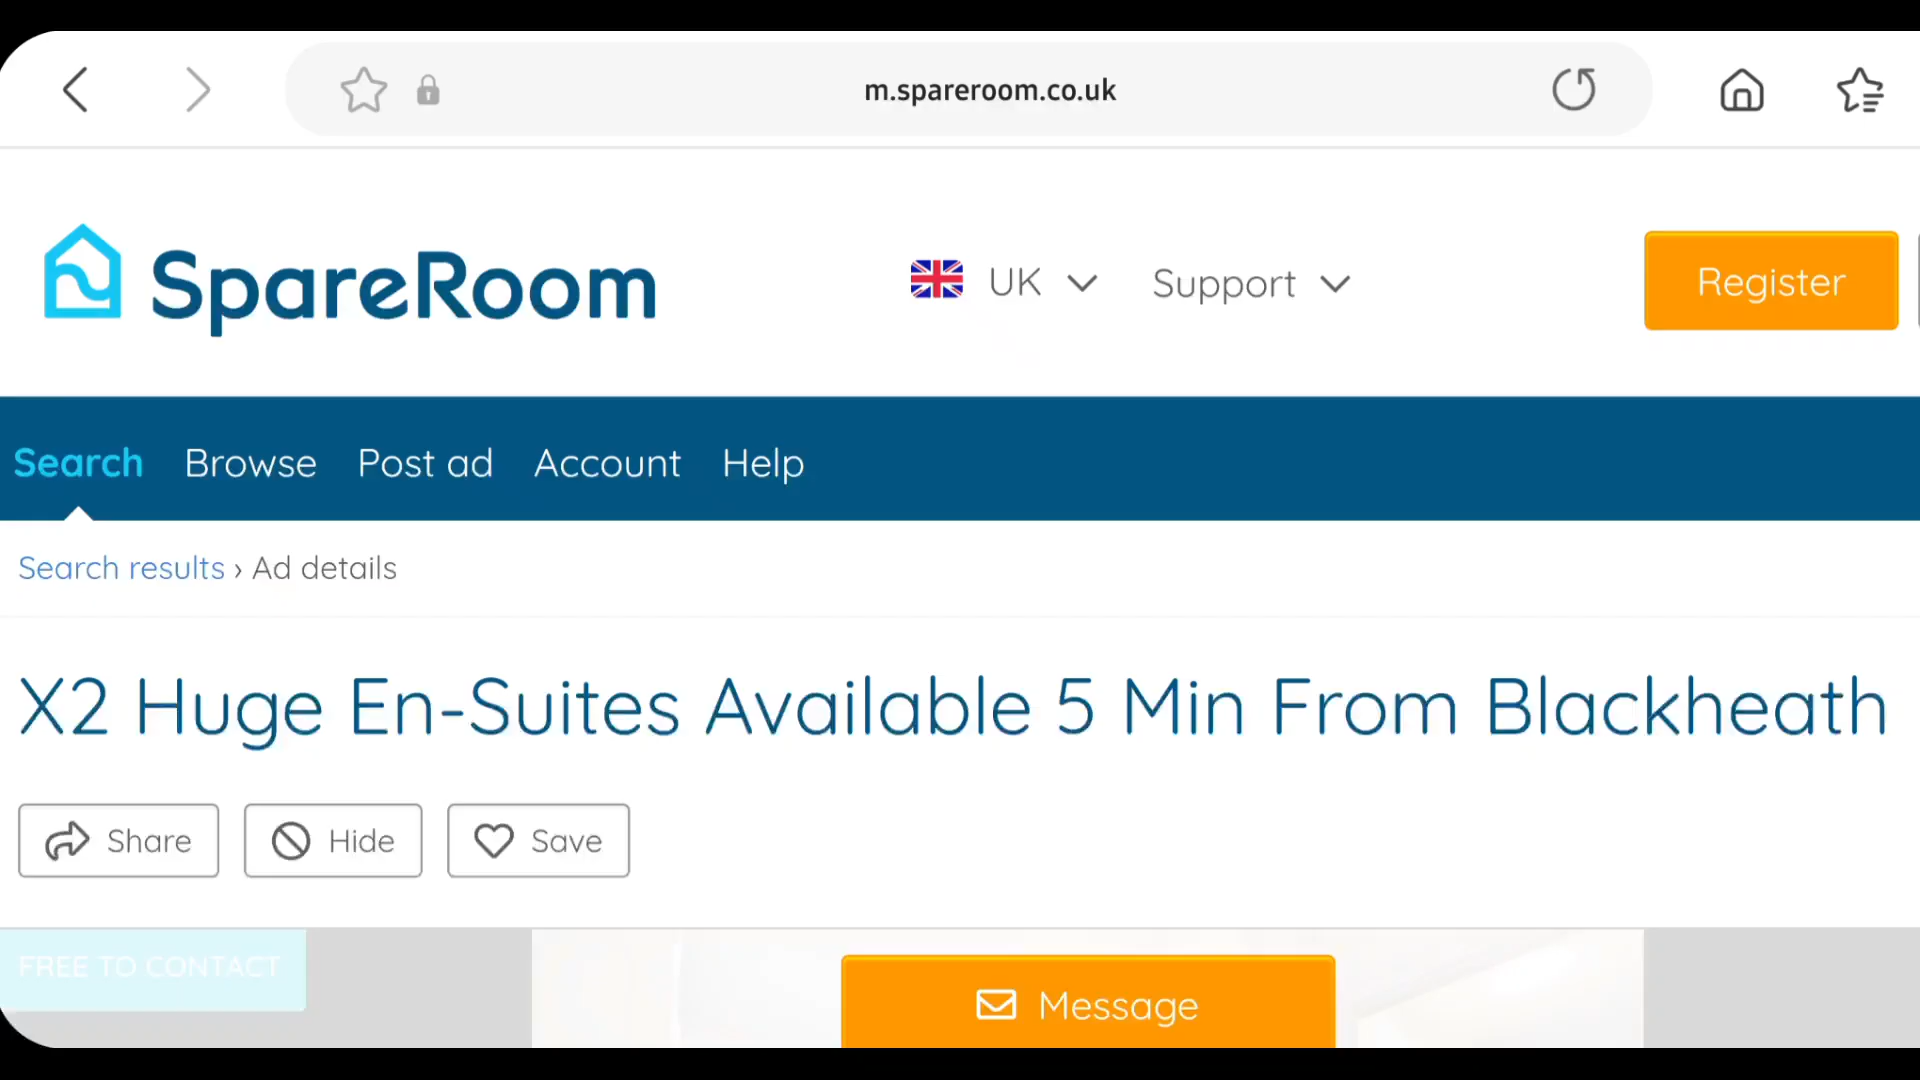 m.spareroom.co.uk
SpareRoom
UK
Support
Register
Search Browse Post ad Account Help
Search results › Ad details
X2 Huge En-Suites Available 5 Min From Blackheath
Share
Hide
Save
FREE TO CONTACT
Message